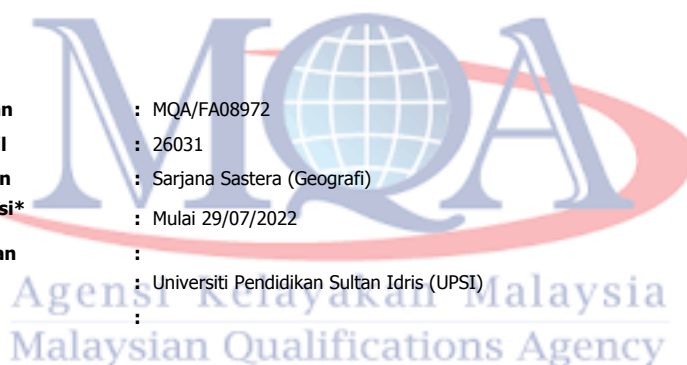 MQA
an : MQA/FA08972
l : 26031
n : Sarjana Sastera (Geografi)
si* : Mulai 29/07/2022
an :
: Universiti Pendidikan Sultan Idris (UPSI)
:
Agensi Kelayakan Malaysia
Malaysian Qualifications Agency